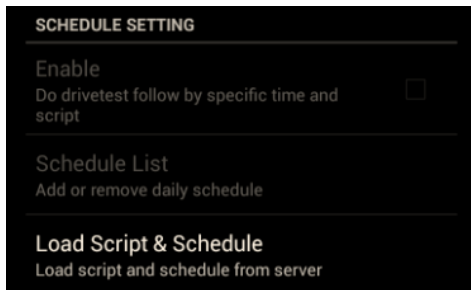 SCHEDULE SETTING
Enable
Do drivetest follow by specific time and
script
Schedule List
Add or remove daily schedule
Load Script & Schedule
Load script and schedule from server